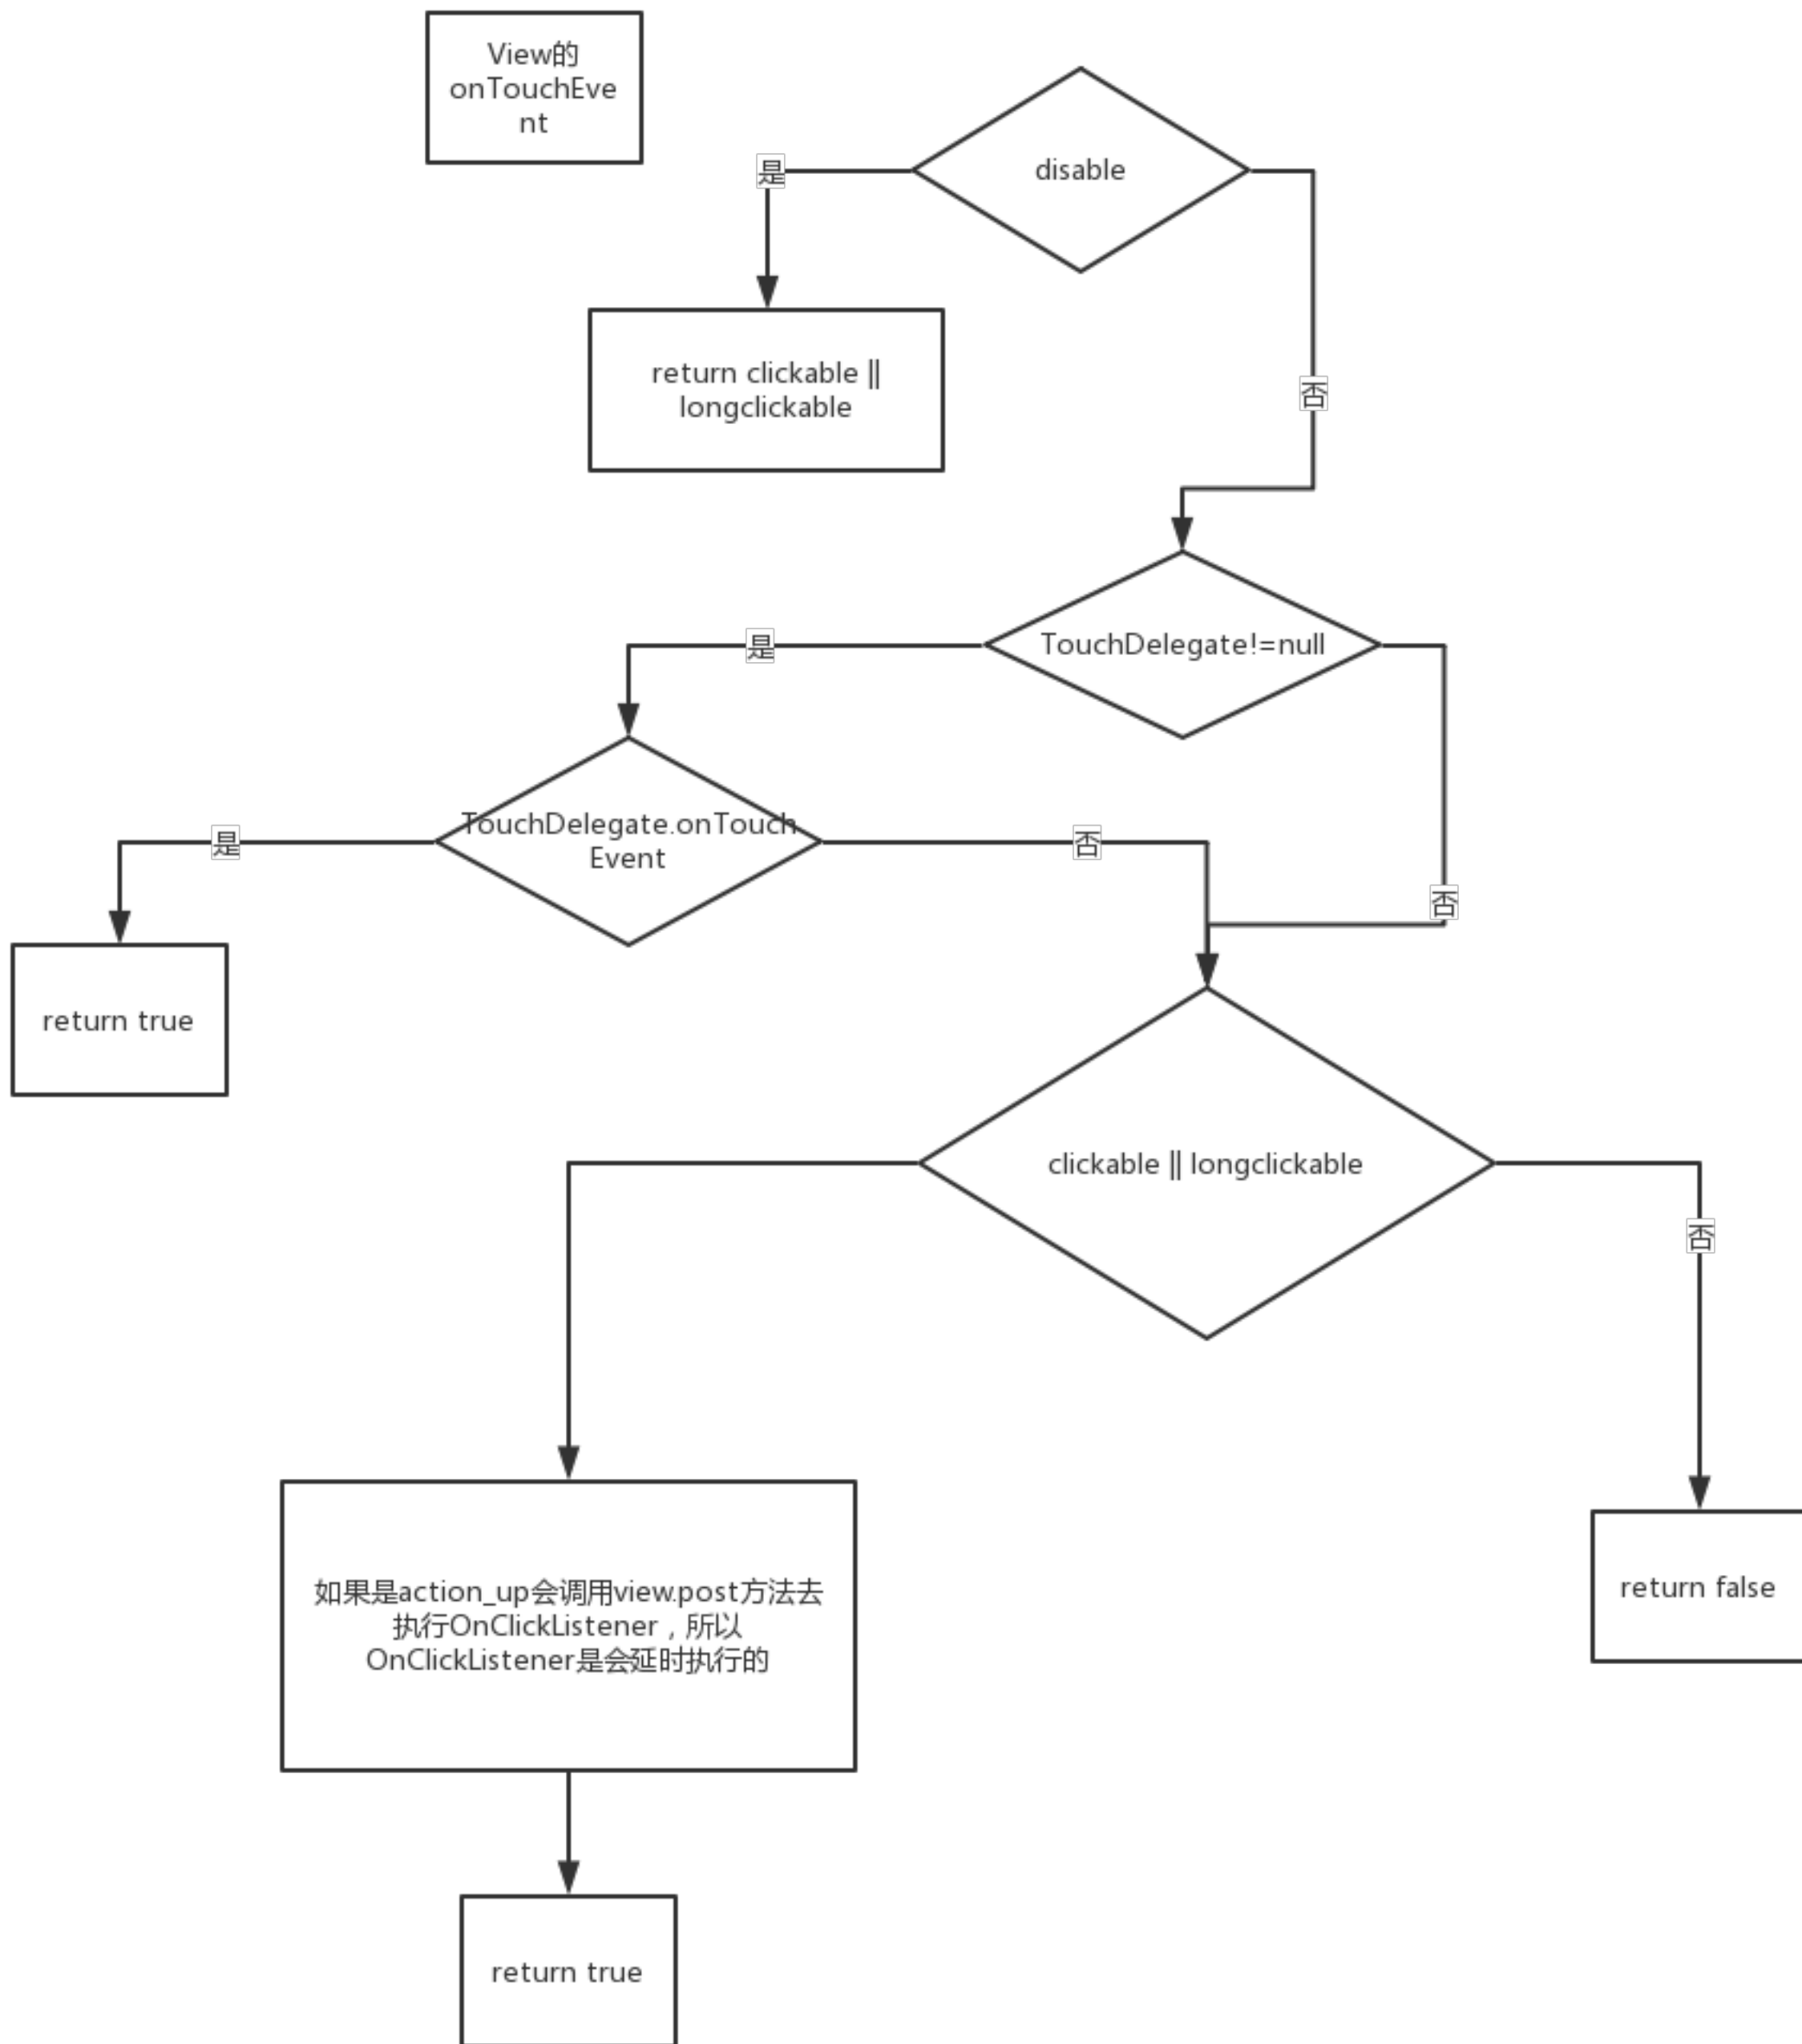 View的
onTouchEve
nt
disable
是
return clickable ||
longclickable
否
TouchDelegate!=null
是
TouchDelegate.onTouch
Event
是
否
否
return true
clickable || longclickable
否
如果是action_up会调用view.post方法去
执行OnClickListener，所以
OnClickListener是会延时执行的
return false
return true